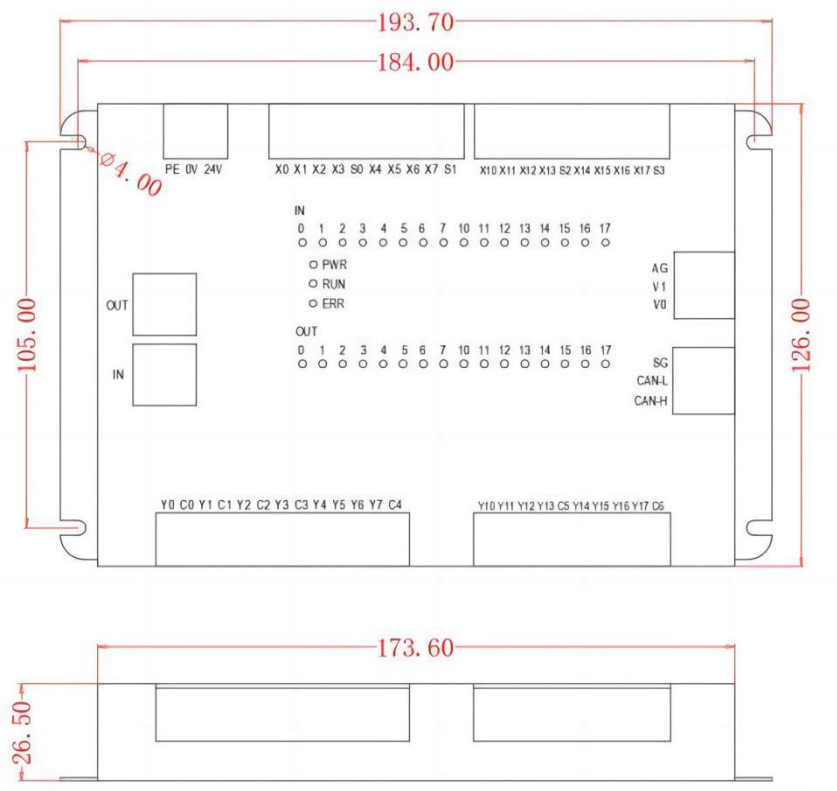 193.70
184.00
ø4.00
PE 0V 24V
X0 X1 X2 X3 S0 X4 X5 X6 X7 S1
X10 X11 X12 X13 S2 X14 X15 X16 X17 S3
IN
0 1 2 3 4 5 6 7 10 11 12 13 14 15 16 17
PWR
RUN
ERR
AG
V1
V0
OUT
105.00
126.00
OUT
0 1 2 3 4 5 6 7 10 11 12 13 14 15 16 17
IN
SG
CAN-L
CAN-H
Y0 C0 Y1 C1 Y2 C2 Y3 C3 Y4 Y5 Y6 Y7 C4
Y10 Y11 Y12 Y13 C5 Y14 Y15 Y16 Y17 C6
173.60
26.50